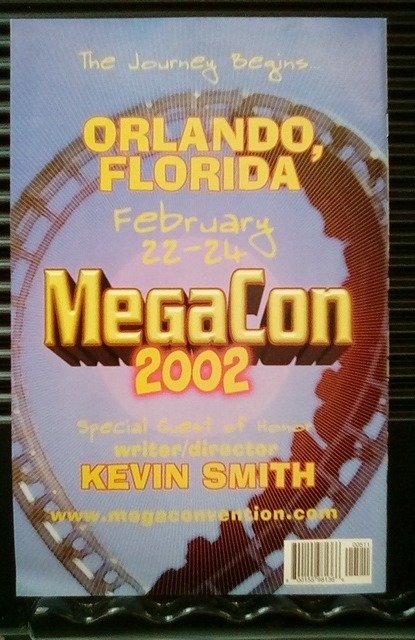 The Journey Begins...
ORLANDO,
FLORIDA
February
22-24
MegaCon
2002
Special Guest of Honor
writer/director
KEVIN SMITH
www.megaconvention.com
00511